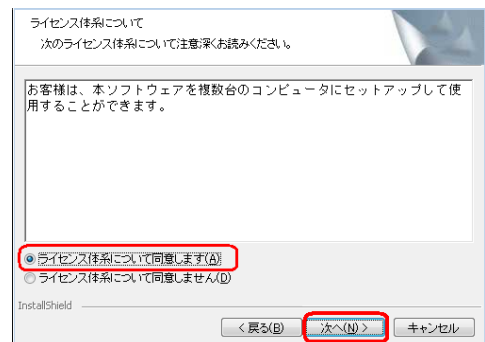 ライセンス体系について
次のライセンス体系について注意深くお読みください。
お客様は、本ソフトウェアを複数台のコンピュータにセットアップして使
用することができます。
ライセンス体系について同意します(A)
ライセンス体系について同意しません(D)
InstallShield
< 戻る(B) 次へ(N) > キャンセル